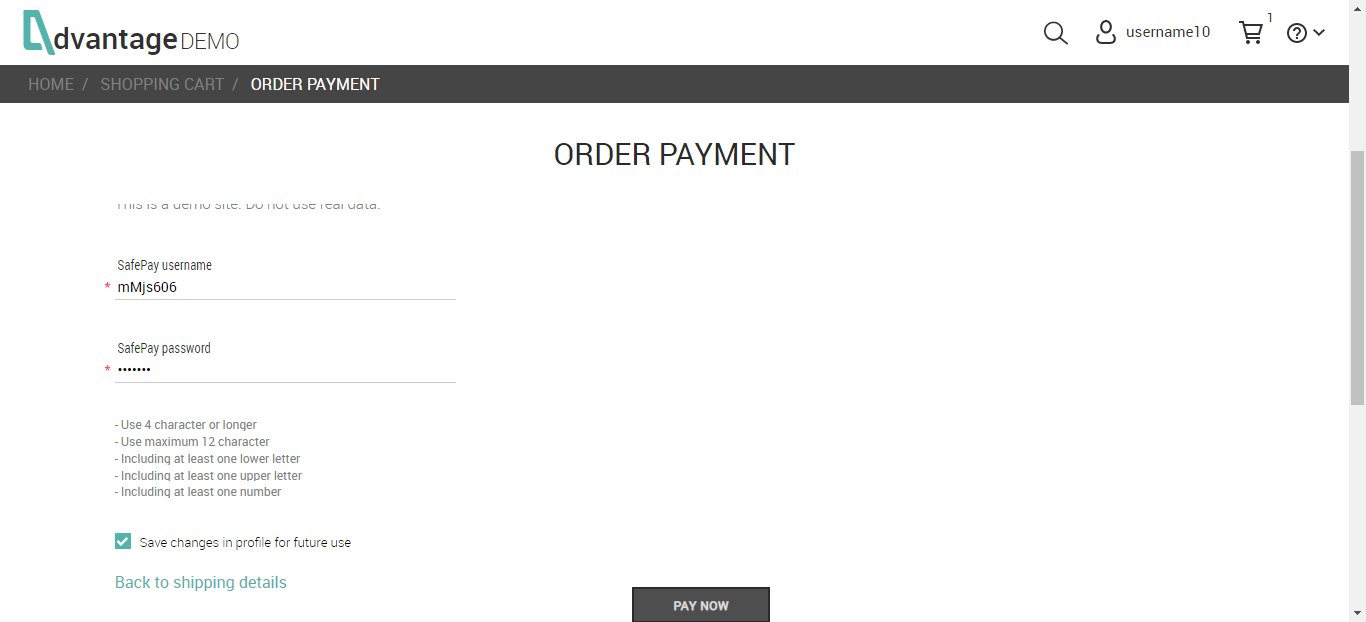 dvantage DEMO
username10
1
?
HOME / SHOPPING CART / ORDER PAYMENT
ORDER PAYMENT
This is a demo site. Do not use real data.
SafePay username
* mMjs606
SafePay password
* •••••••
- Use 4 character or longer
- Use maximum 12 character
- Including at least one lower letter
- Including at least one upper letter
- Including at least one number
Save changes in profile for future use
Back to shipping details
PAY NOW